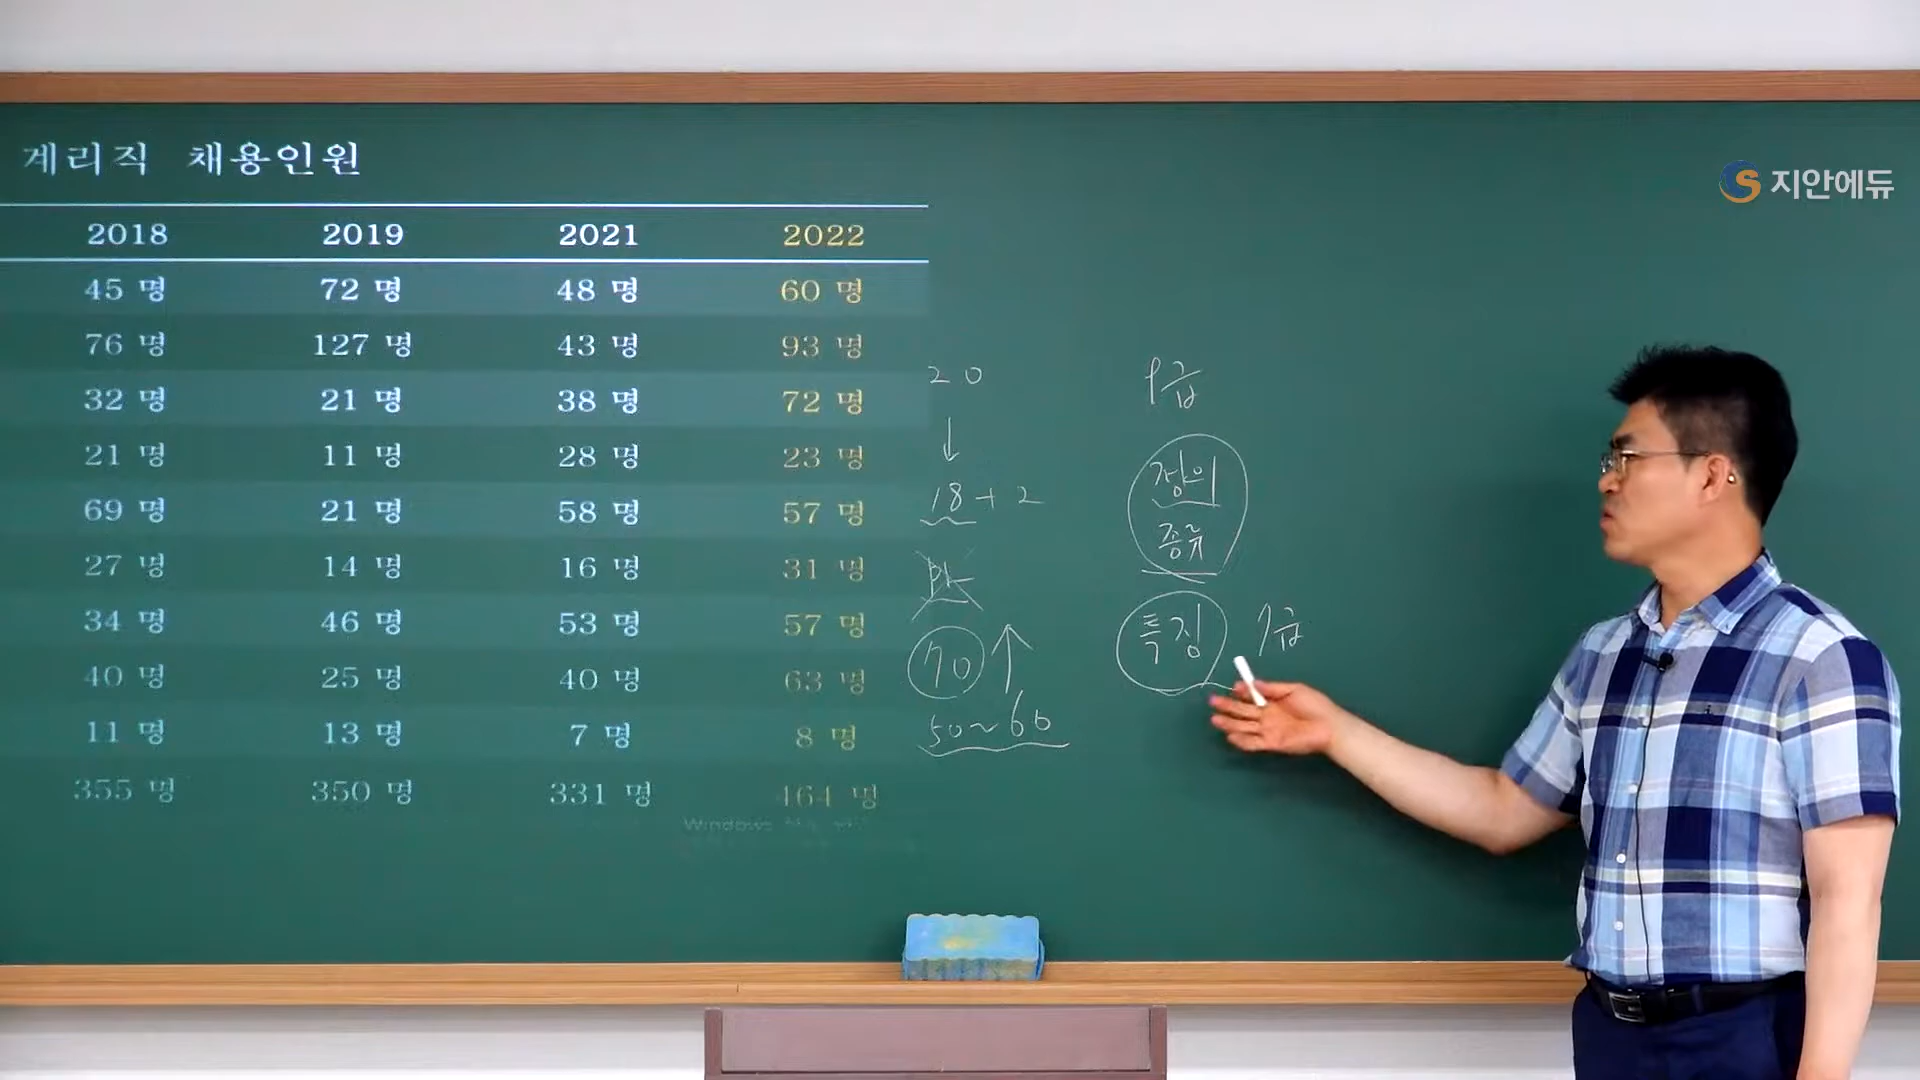 계리직 채용인원
지안에듀
2018 2019 2021 2022
45 명 72 명 48 명 60 명
76 명 127 명 43 명 93 명
32 명 21 명 38 명 72 명
21 명 11 명 28 명 23 명
69 명 21 명 58 명 57 명
27 명 14 명 16 명 31 명
34 명 46 명 53 명 57 명
40 명 25 명 40 명 63 명
11 명 13 명 7 명 8 명
355 명 350 명 331 명 464 명
Windows
20
18+2
70
50~60
9급
정의
종류
특징 9급